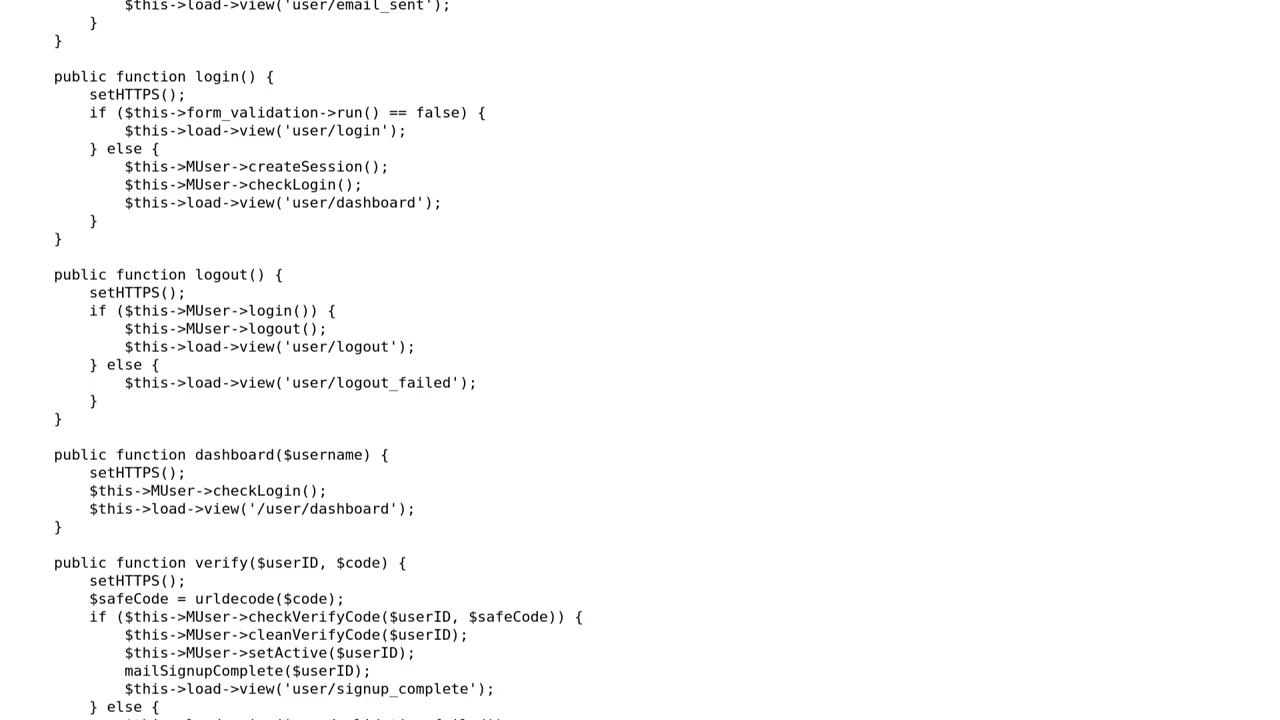 $this->load->view('user/email_sent');
        }
    }

    public function login() {
        setHTTPS();
        if ($this->form_validation->run() == false) {
            $this->load->view('user/login');
        } else {
            $this->MUser->createSession();
            $this->MUser->checkLogin();
            $this->load->view('user/dashboard');
        }
    }

    public function logout() {
        setHTTPS();
        if ($this->MUser->login()) {
            $this->MUser->logout();
            $this->load->view('user/logout');
        } else {
            $this->load->view('user/logout_failed');
        }
    }

    public function dashboard($username) {
        setHTTPS();
        $this->MUser->checkLogin();
        $this->load->view('/user/dashboard');
    }

    public function verify($userID, $code) {
        setHTTPS();
        $safeCode = urldecode($code);
        if ($this->MUser->checkVerifyCode($userID, $safeCode)) {
            $this->MUser->cleanVerifyCode($userID);
            $this->MUser->setActive($userID);
            mailSignupComplete($userID);
            $this->load->view('user/signup_complete');
        } else {